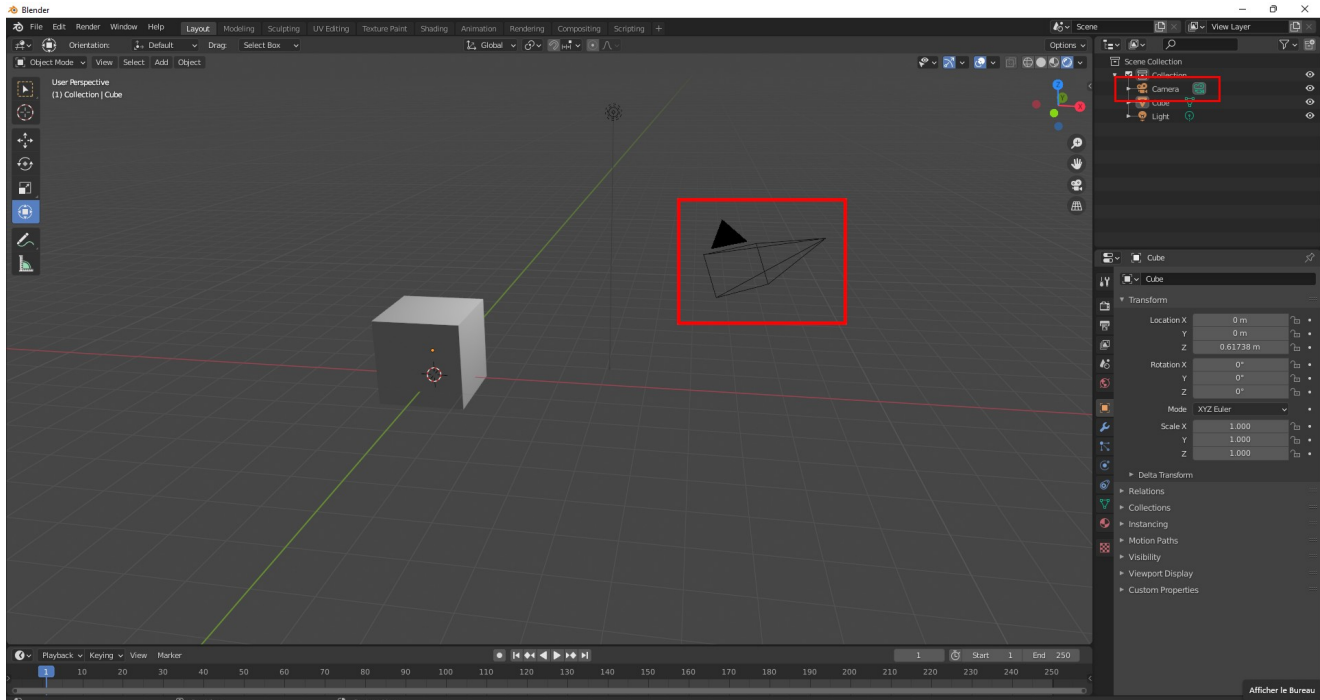 Blender
File Edit Render Window Help Layout Modeling Sculpting UV Editing Texture Paint Shading Animation Rendering Compositing Scripting + Scene View Layer
Orientation: Default Drag: Select Box Global Options
Object Mode View Select Add Object
User Perspective
(1) Collection | Cube
Z
Y
X
Scene Collection
Collection
Camera
Cube
Light
Cube
Cube
Transform
Location X 0 m
Y 0 m
Z 0.61738 m
Rotation X 0°
Y 0°
Z 0°
Mode XYZ Euler
Scale X 1.000
Y 1.000
Z 1.000
Delta Transform
Relations
Collections
Instancing
Motion Paths
Visibility
Viewport Display
Custom Properties
Playback Keying View Marker 1 Start 1 End 250
1 10 20 30 40 50 60 70 80 90 100 110 120 130 140 150 160 170 180 190 200 210 220 230 240 250
Afficher le Bureau